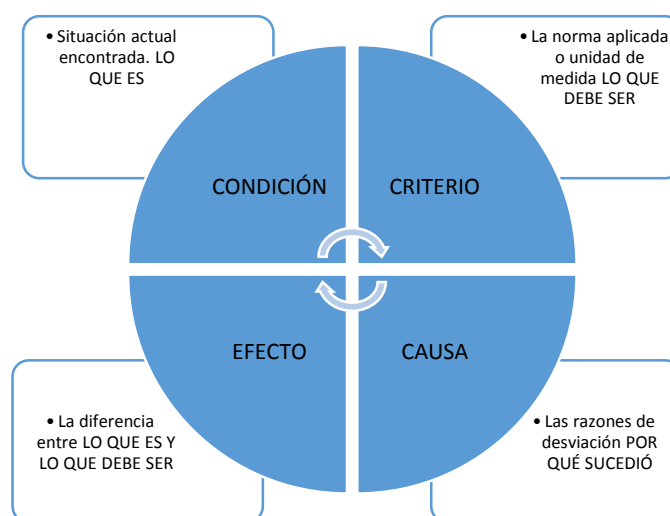 • Situación actual
encontrada. LO
QUE ES
• La norma aplicada
o unidad de
medida LO QUE
DEBE SER
CONDICIÓN
CRITERIO
EFECTO
CAUSA
• La diferencia
entre LO QUE ES Y
LO QUE DEBE SER
• Las razones de
desviación POR
QUÉ SUCEDIÓ